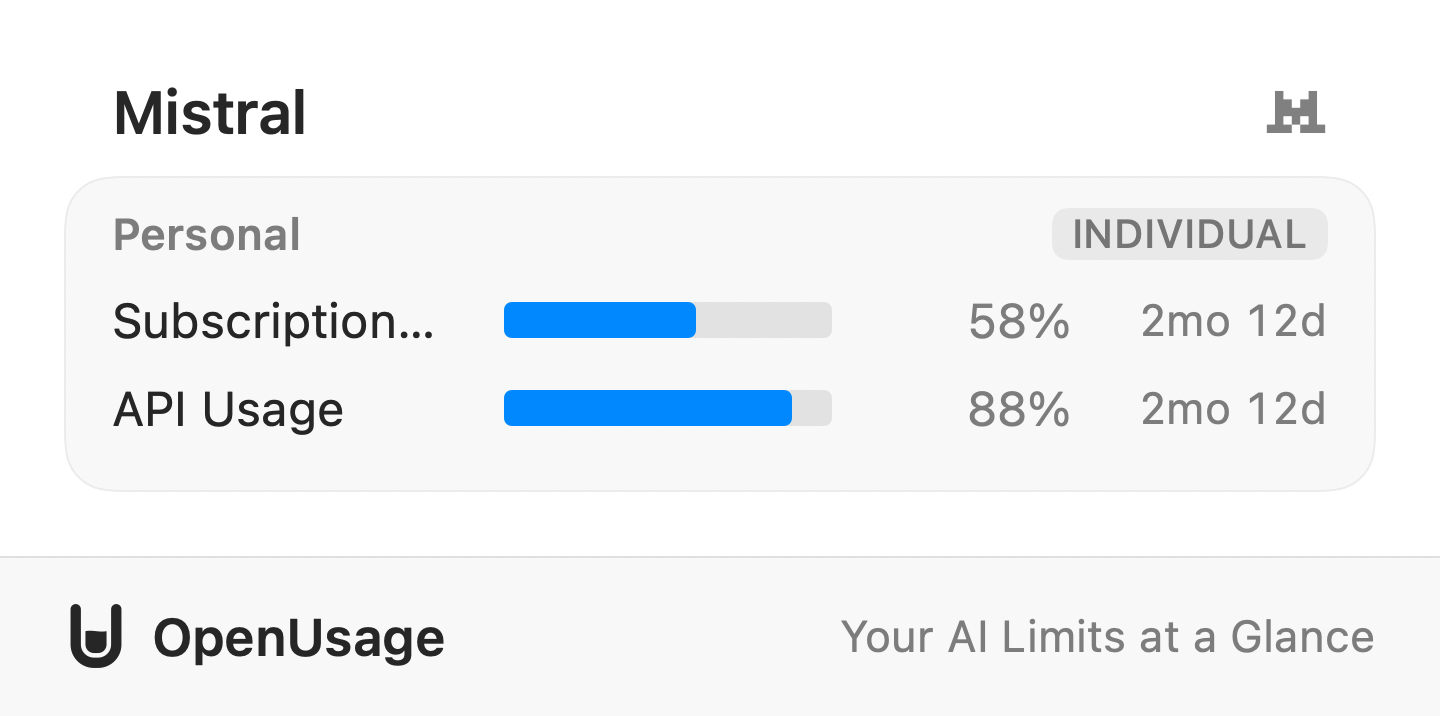 Mistral
Personal INDIVIDUAL
Subscription... 58% 2mo 12d
API Usage 88% 2mo 12d
OpenUsage Your AI Limits at a Glance